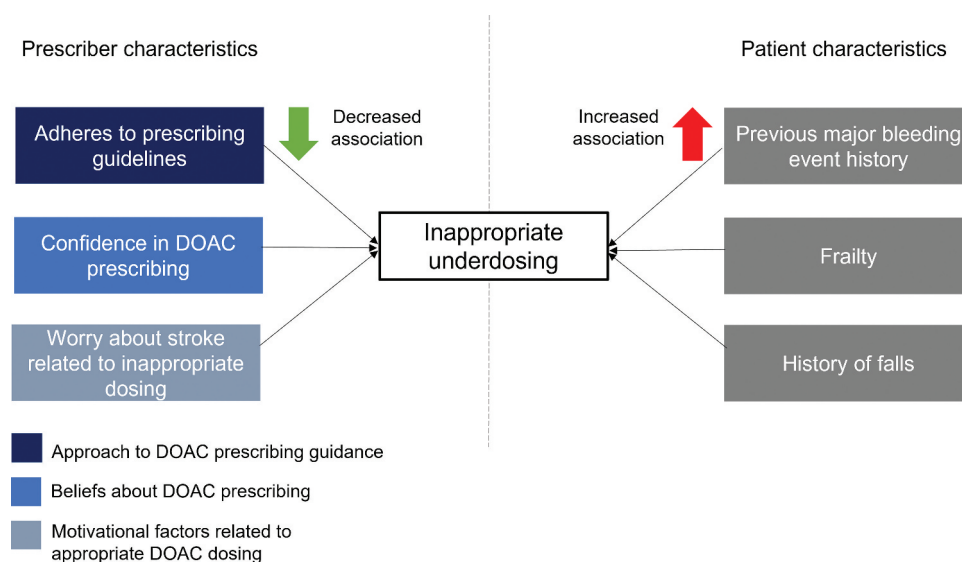 Prescriber characteristics
Patient characteristics
Adheres to prescribing
guidelines
Decreased
association
Increased
association
Previous major bleeding
event history
Confidence in DOAC
prescribing
Inappropriate
underdosing
Frailty
Worry about stroke
related to inappropriate
dosing
History of falls
Approach to DOAC prescribing guidance
Beliefs about DOAC prescribing
Motivational factors related to
appropriate DOAC dosing